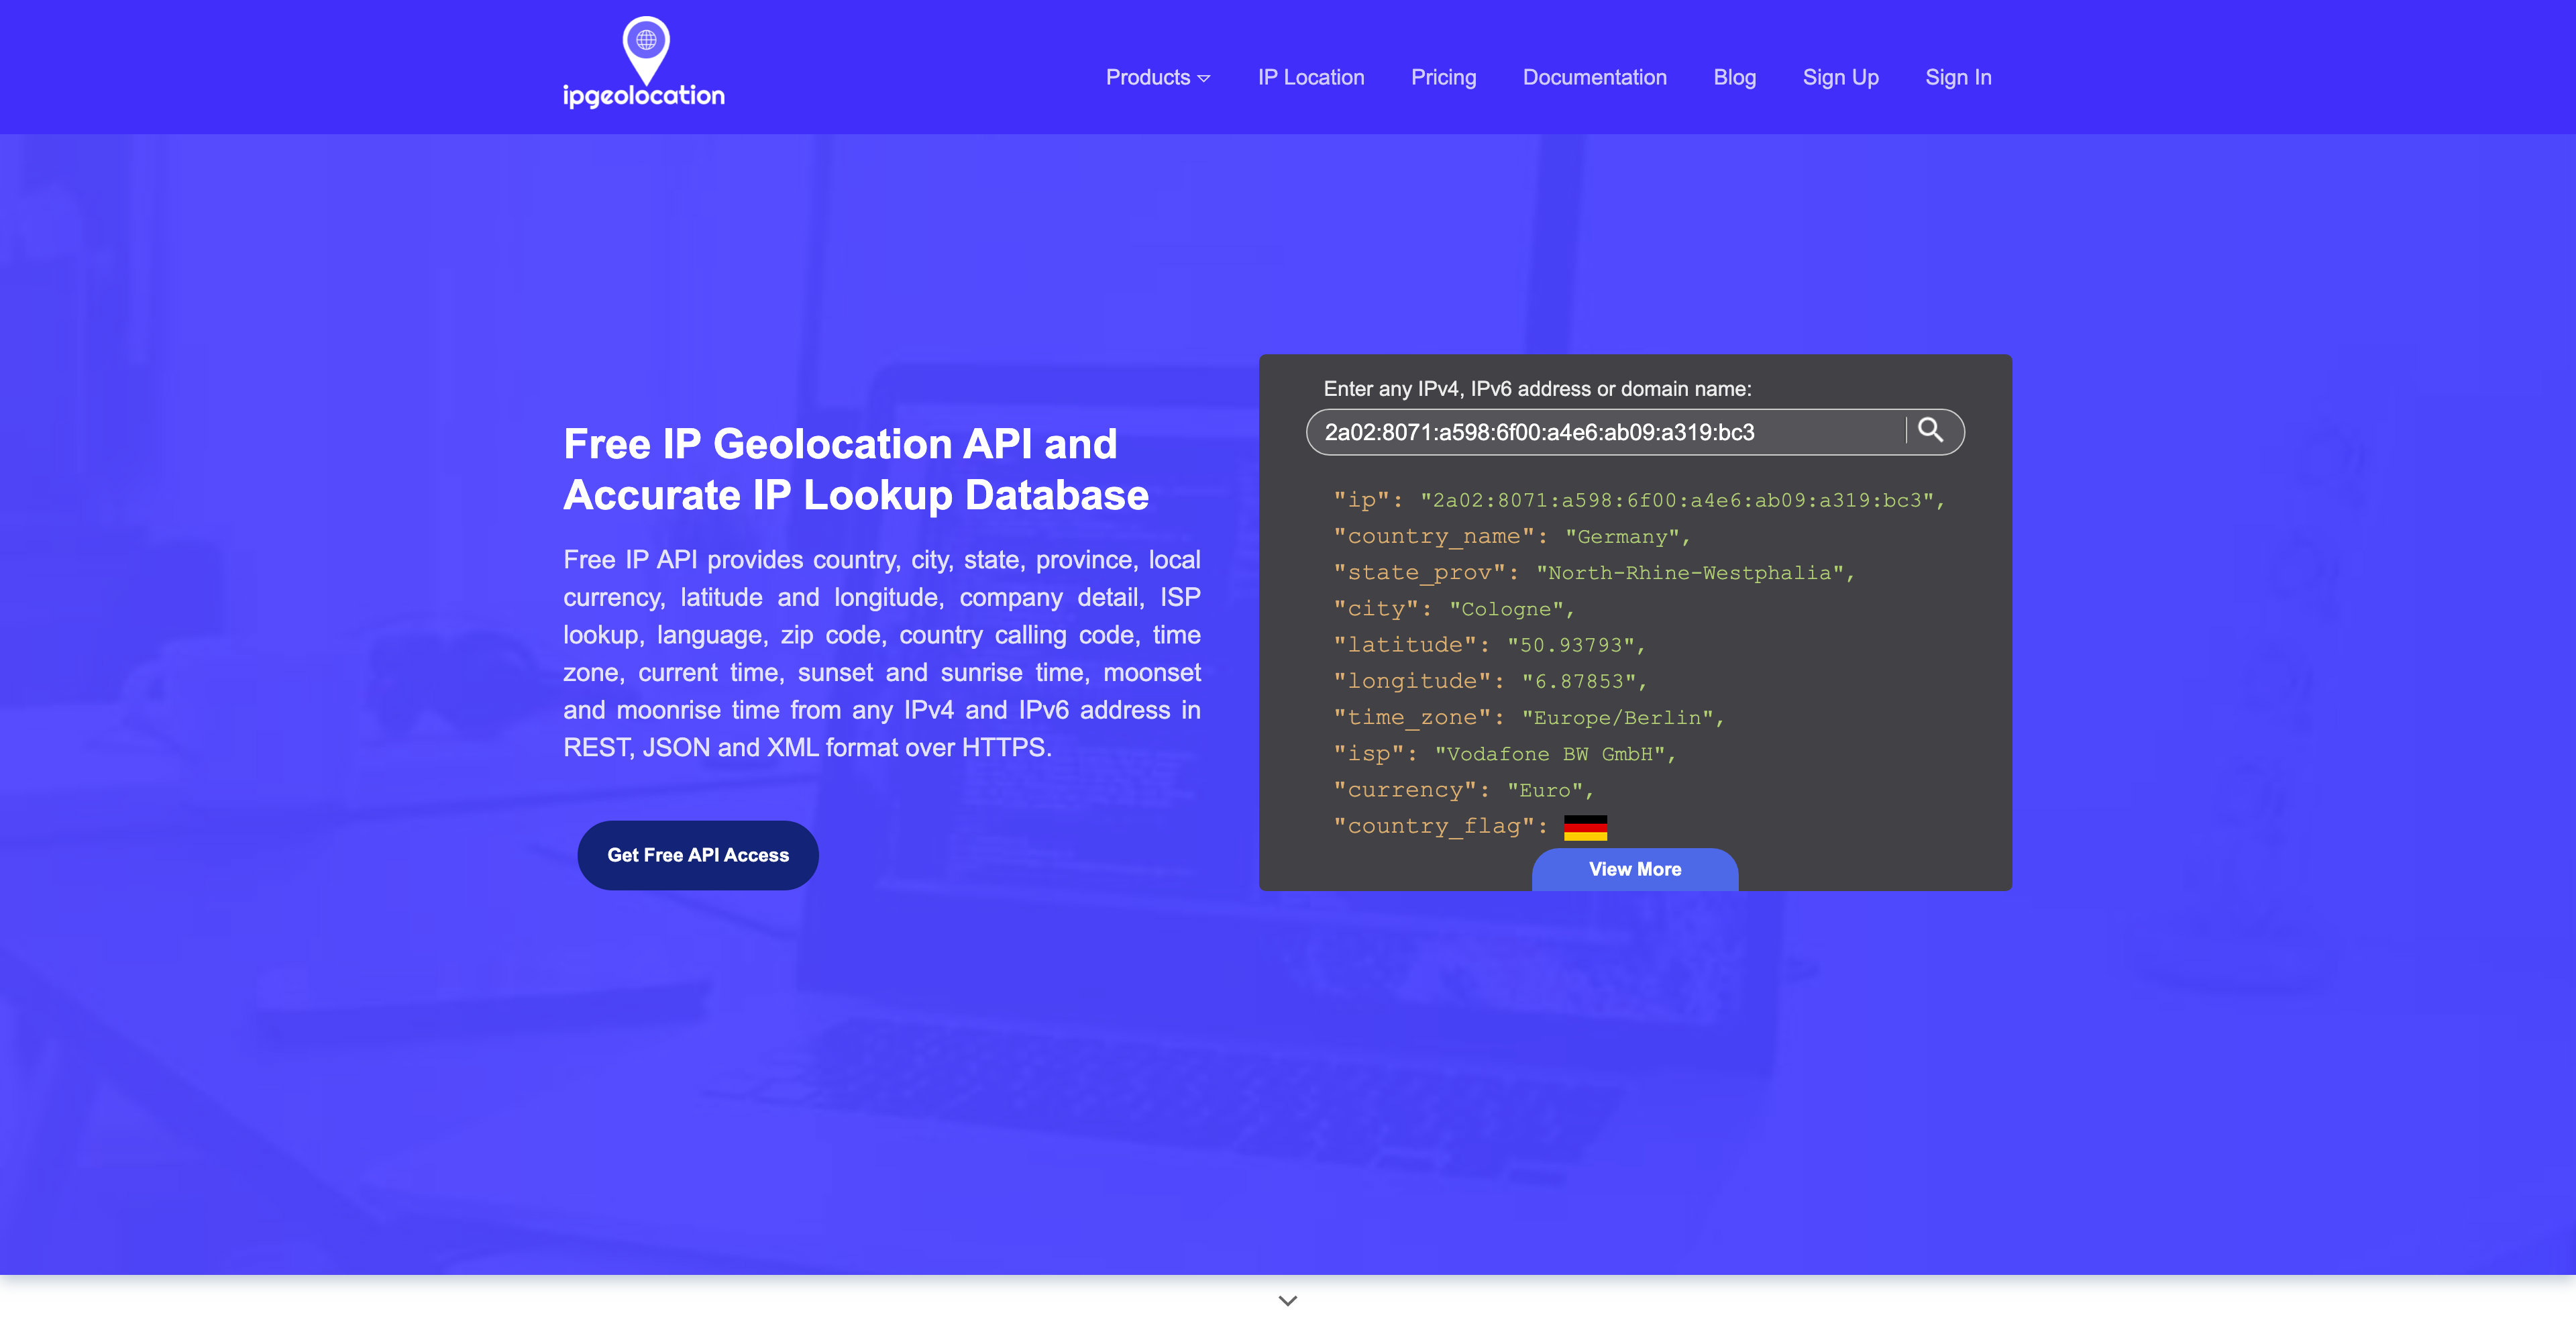 ipgeolocation
Products
IP Location
Pricing
Documentation
Blog
Sign Up
Sign In
Free IP Geolocation API and
Accurate IP Lookup Database
Free IP API provides country, city, state, province, local
currency, latitude and longitude, company detail, ISP
lookup, language, zip code, country calling code, time
zone, current time, sunset and sunrise time, moonset
and moonrise time from any IPv4 and IPv6 address in
REST, JSON and XML format over HTTPS.
Get Free API Access
Enter any IPv4, IPv6 address or domain name:
2a02:8071:a598:6f00:a4e6:ab09:a319:bc3
"ip": "2a02:8071:a598:6f00:a4e6:ab09:a319:bc3",
"country_name": "Germany",
"state_prov": "North-Rhine-Westphalia",
"city": "Cologne",
"latitude": "50.93793",
"longitude": "6.87853",
"time_zone": "Europe/Berlin",
"isp": "Vodafone BW GmbH",
"currency": "Euro",
"country_flag":
View More